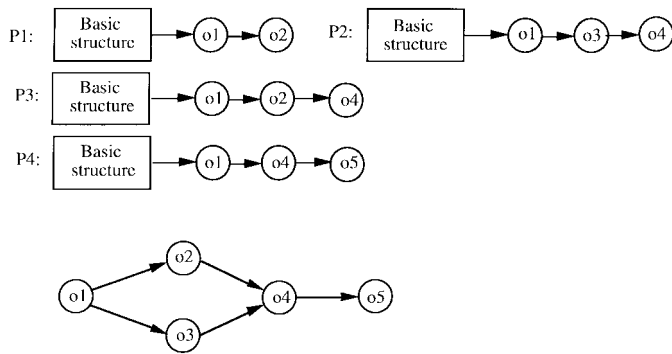 P1: Basic structure o1 o2
P2: Basic structure o1 o3 o4
P3: Basic structure o1 o2 o4
P4: Basic structure o1 o4 o5
o2
o1 o4 o5
o3